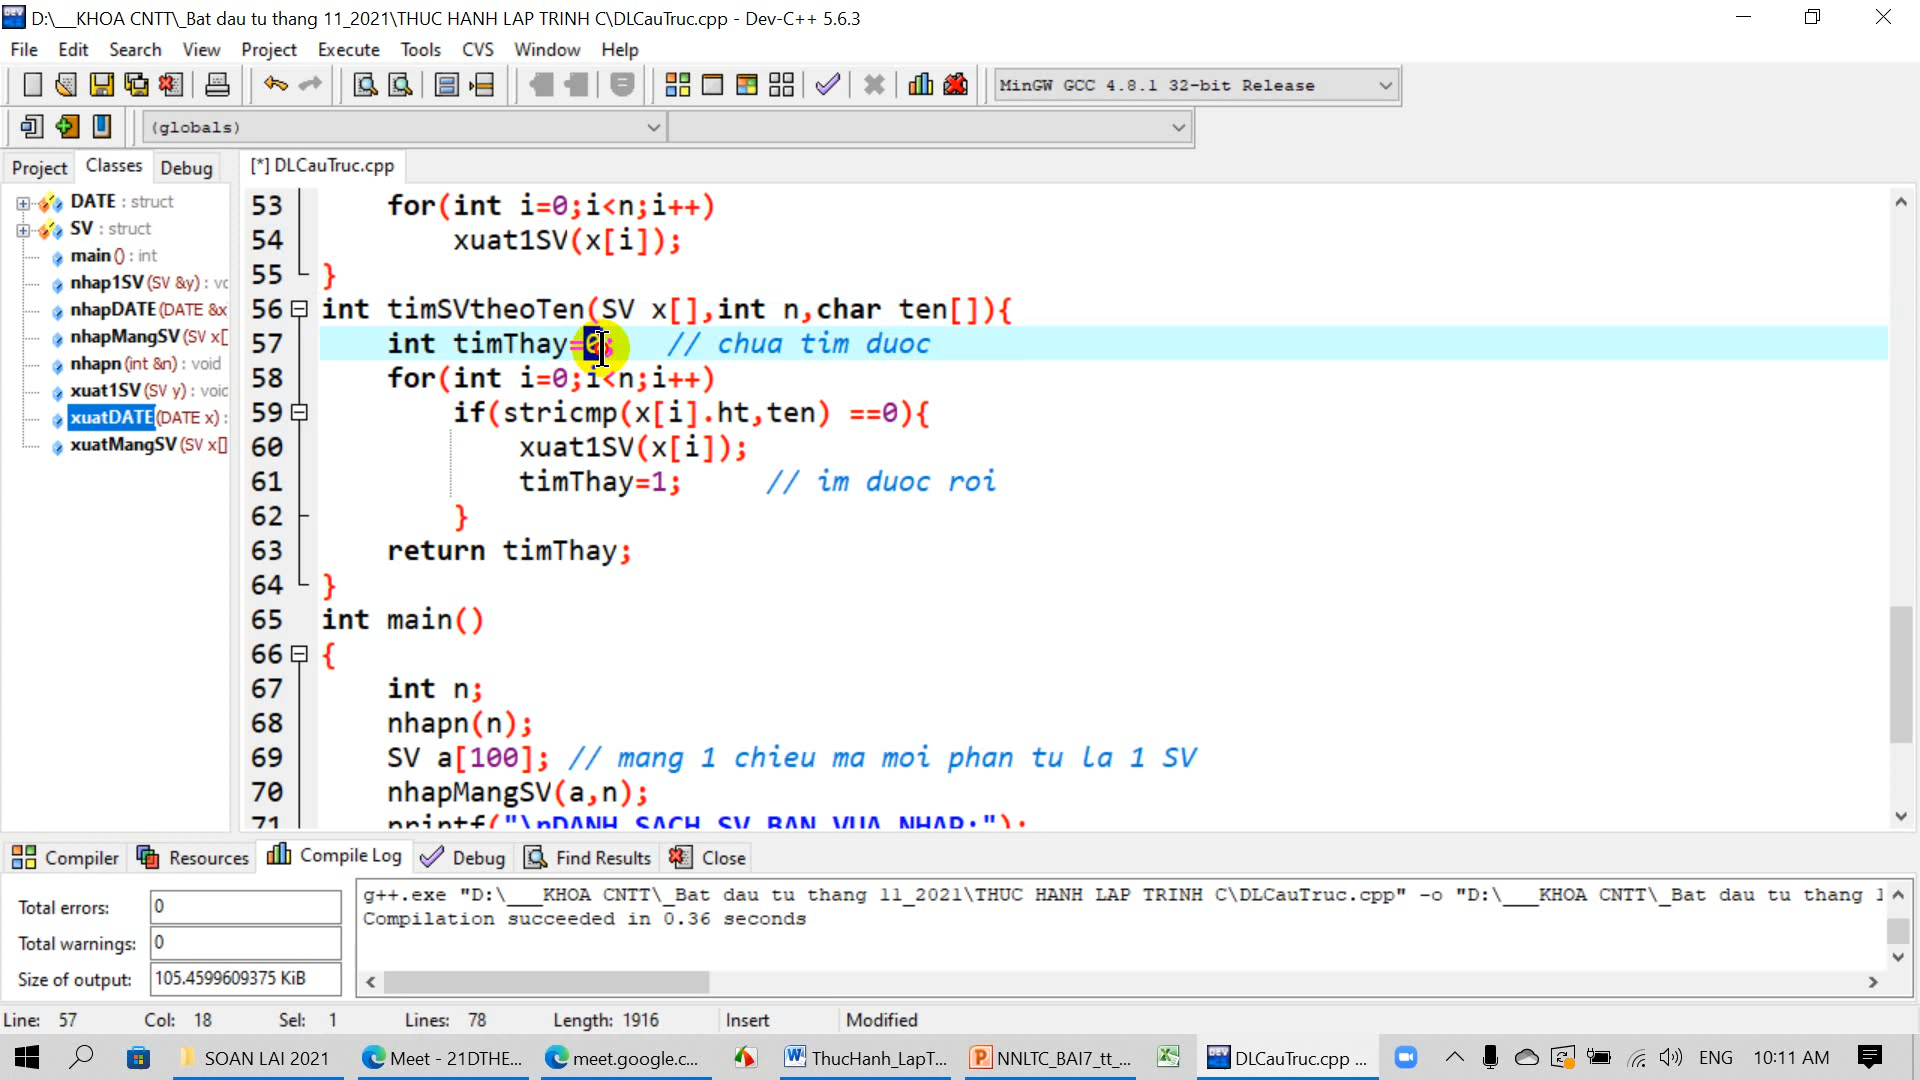 D:\___KHOA CNTT\_Bat dau tu thang 11_2021\THUC HANH LAP TRINH C\DLCauTruc.cpp - Dev-C++ 5.6.3
File Edit Search View Project Execute Tools CVS Window Help
MinGW GCC 4.8.1 32-bit Release
(globals)
Project Classes Debug
[*] DLCauTruc.cpp
DATE : struct
SV : struct
main () : int
nhap1SV (SV &y) : vc
nhapDATE (DATE &x
nhapMangSV (SV x[
nhapn (int &n) : void
xuat1SV (SV y) : void
xuatDATE (DATE x) :
xuatMangSV (SV x[]
53 for(int i=0;i<n;i++)
54 xuat1SV(x[i]);
55 }
56 int timSVtheoTen(SV x[],int n,char ten[]){
57 int timThay=0; // chua tim duoc
58 for(int i=0;i<n;i++)
59 if(stricmp(x[i].ht,ten) ==0){
60 xuat1SV(x[i]);
61 timThay=1; // im duoc roi
62 }
63 return timThay;
64 }
65 int main()
66 {
67 int n;
68 nhapn(n);
69 SV a[100]; // mang 1 chieu ma moi phan tu la 1 SV
70 nhapMangSV(a,n);
71 printf("\nDANH SACH SV BAN VUA NHAP:");
Compiler Resources Compile Log Debug Find Results Close
Total errors: 0
Total warnings: 0
Size of output: 105.4599609375 KiB
g++.exe "D:\___KHOA CNTT\_Bat dau tu thang 11_2021\THUC HANH LAP TRINH C\DLCauTruc.cpp" -o "D:\___KHOA CNTT\_Bat dau tu thang 1
Compilation succeeded in 0.36 seconds
Line: 57 Col: 18 Sel: 1 Lines: 78 Length: 1916 Insert Modified
SOAN LAI 2021 Meet - 21DTHE... meet.google.c... ThucHanh_LapT... NNLTC_BAI7_tt_... DLCauTruc.cpp ... ENG 10:11 AM